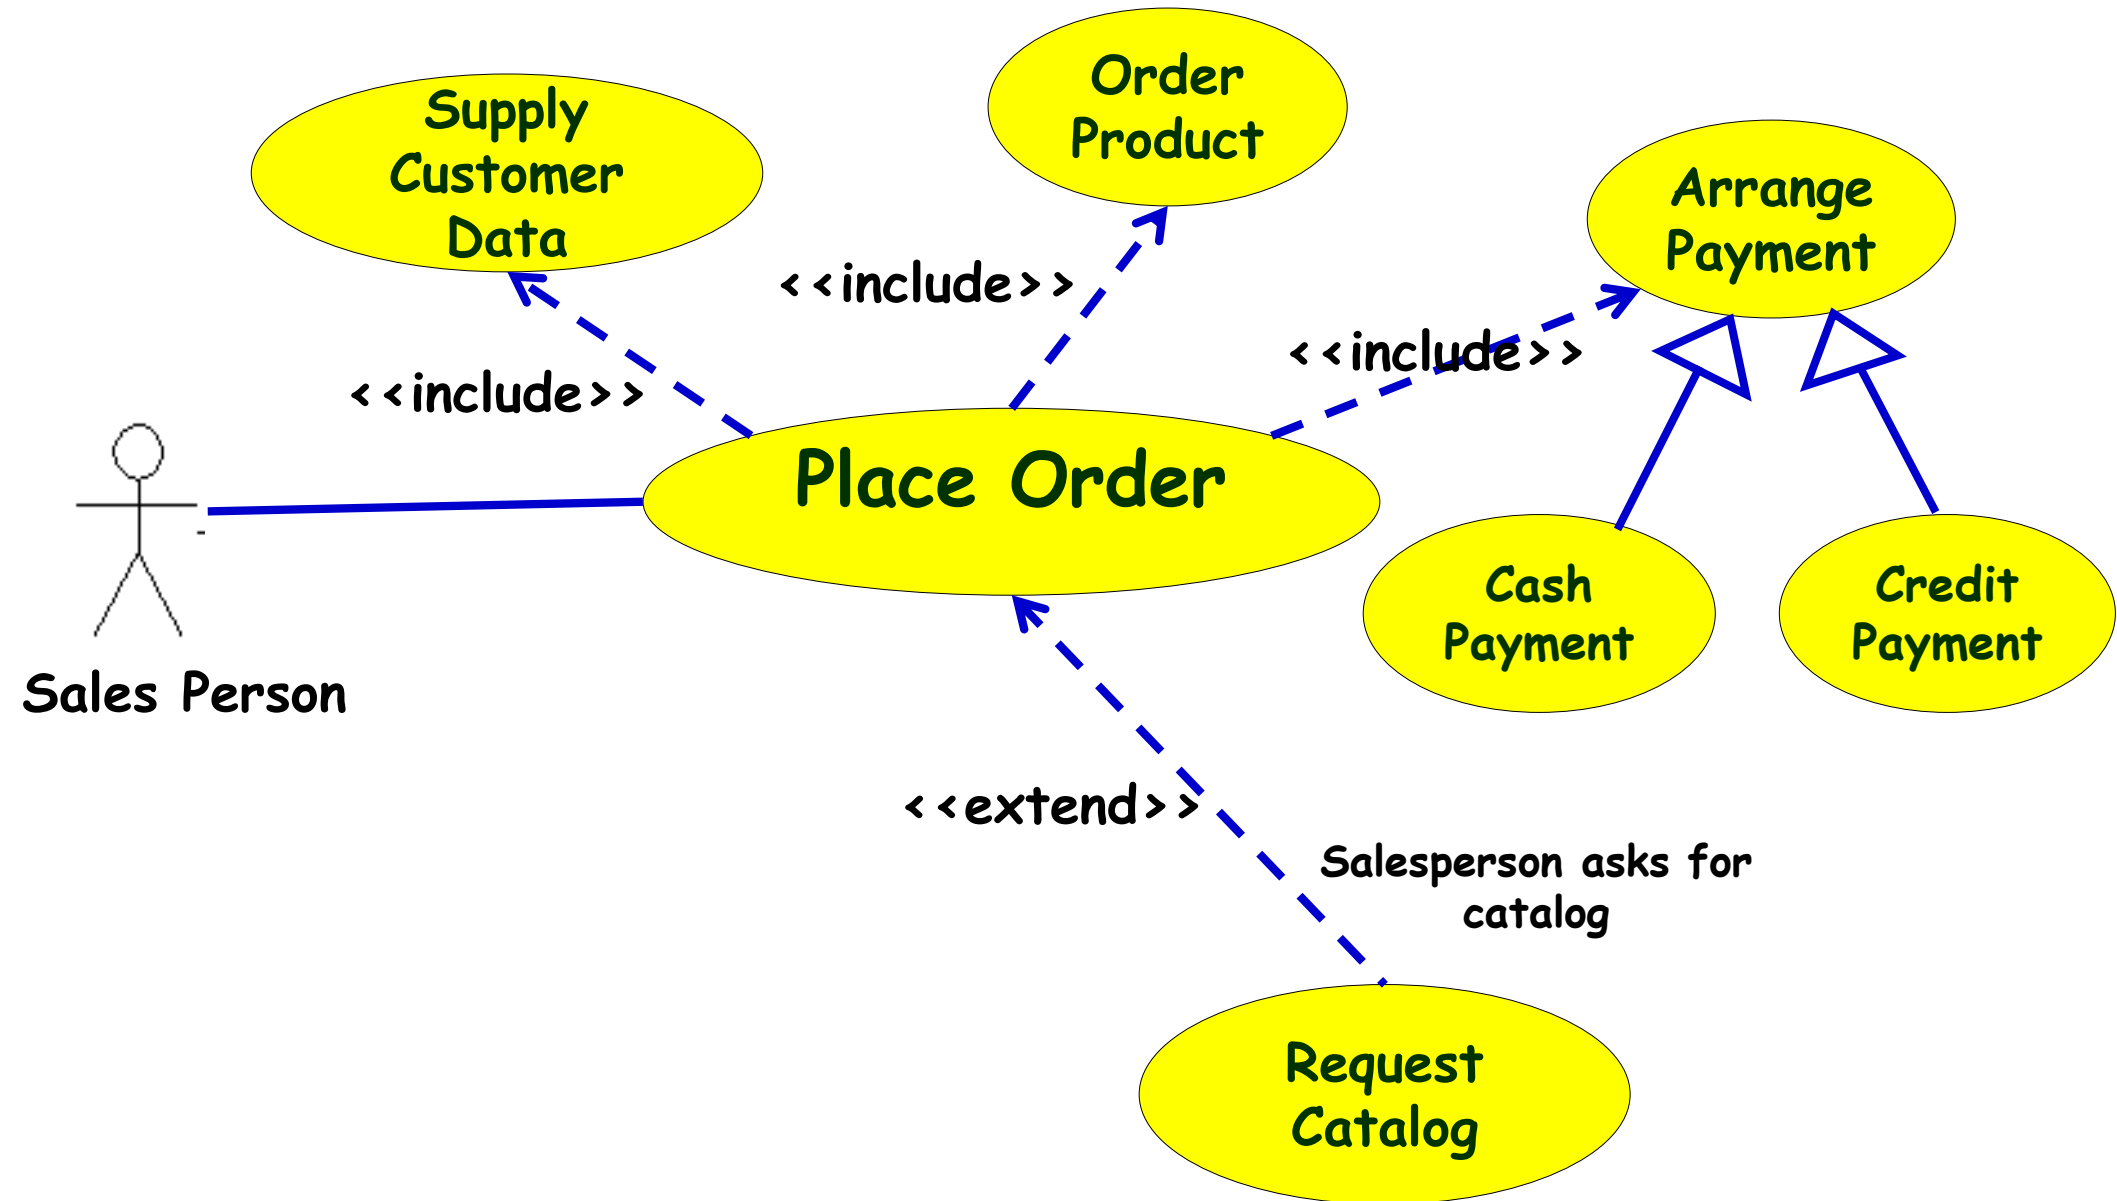 Order
Product
Supply
Customer
Data
Arrange
Payment
<<include>>
<<include>>
<<include>>
Place Order
Cash
Payment
Credit
Payment
Sales Person
<<extend>>
Salesperson asks for
catalog
Request
Catalog